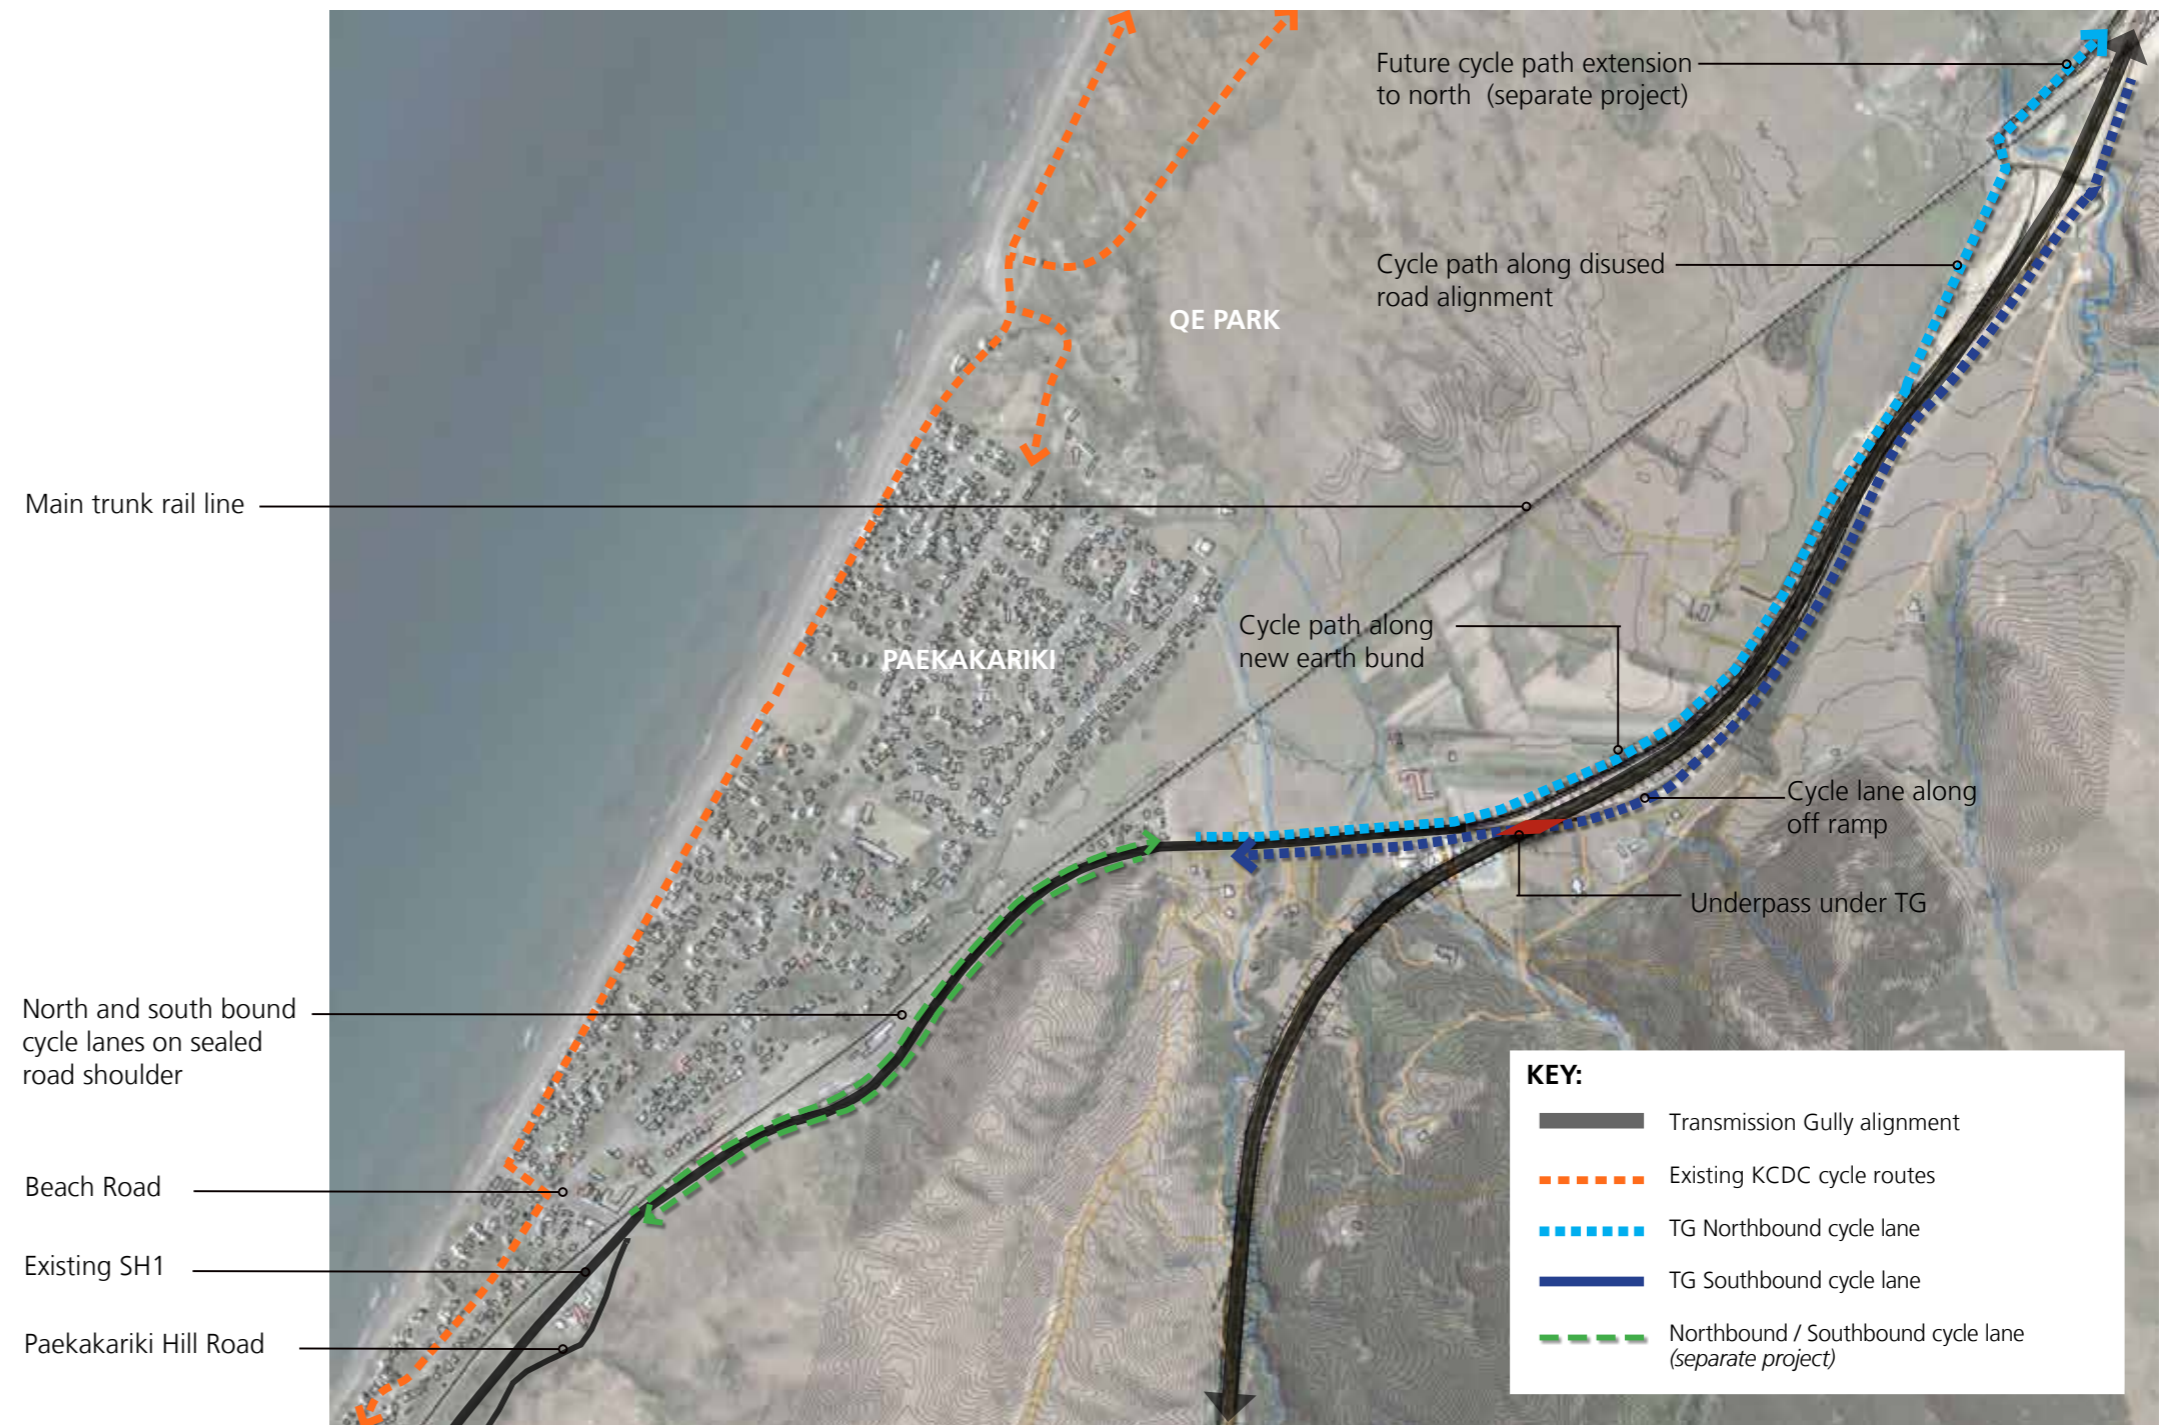 Future cycle path extension
to north (separate project)
Cycle path along disused
road alignment
QE PARK
Main trunk rail line
Cycle path along
new earth bund
PAEKAKARIKI
Cycle lane along
off ramp
Underpass under TG
North and south bound
cycle lanes on sealed
road shoulder
Beach Road
Existing SH1
Paekakariki Hill Road
KEY:
Transmission Gully alignment
Existing KCDC cycle routes
TG Northbound cycle lane
TG Southbound cycle lane
Northbound / Southbound cycle lane
(separate project)